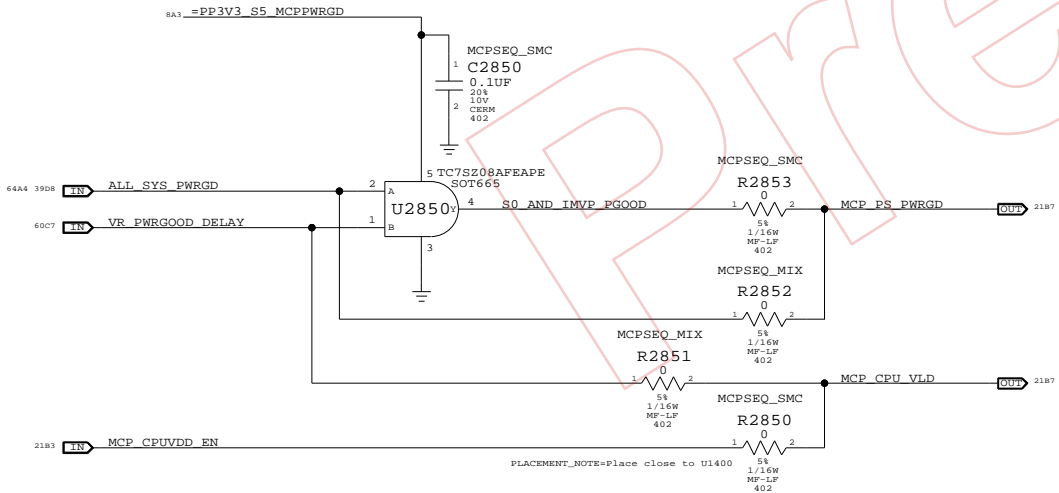 8A3 =PP3V3_S5_MCPPWRGD
MCPSEQ_SMC
1 C2850
0.1UF
20%
2 10V
CERM
402
64A4 39D8 IN ALL_SYS_PWRGD
60C7 IN VR_PWRGOOD_DELAY
5 TC7SZ08AFEAPE
SOT665
2 A
U2850 Y 4 S0_AND_IMVP_PGOOD
1 B
3
MCPSEQ_SMC
R2853
1 0 2 MCP_PS_PWRGD OUT 21B7
5%
1/16W
MF-LF
402
MCPSEQ_MIX
R2852
1 0 2
5%
1/16W
MF-LF
402
MCPSEQ_MIX
R2851
1 0 2 MCP_CPU_VLD OUT 21B7
5%
1/16W
MF-LF
402
MCPSEQ_SMC
R2850
21B3 IN MCP_CPUVDD_EN 1 0 2
PLACEMENT_NOTE=Place close to U1400
5%
1/16W
MF-LF
402
Pre